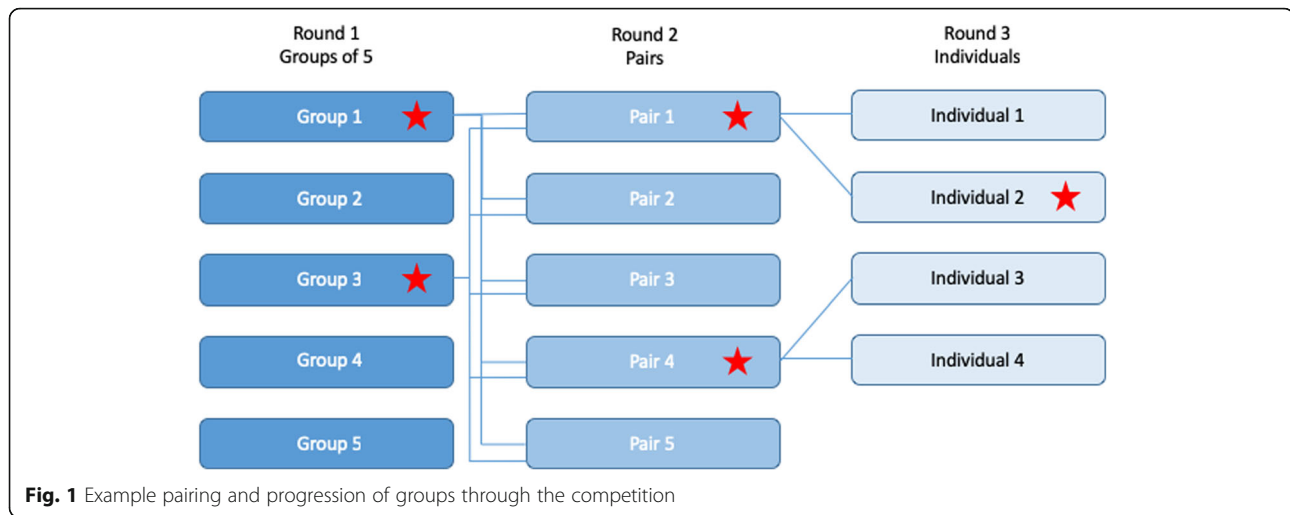 Round 1
Groups of 5
Round 2
Pairs
Round 3
Individuals
Group 1
Pair 1
Individual 1
Group 2
Pair 2
Individual 2
Group 3
Pair 3
Individual 3
Group 4
Pair 4
Individual 4
Group 5
Pair 5
Fig. 1 Example pairing and progression of groups through the competition